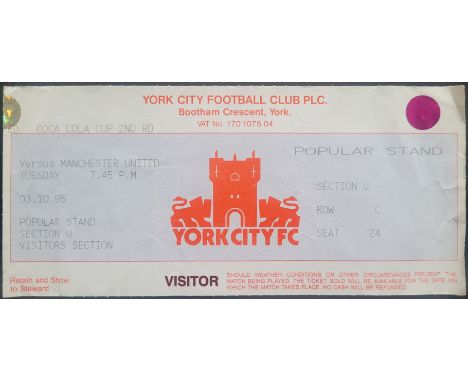 YORK CITY FOOTBALL CLUB PLC.
Bootham Crescent, York.
VAT No. 170 1075 04
COCA COLA CUP 2ND RD
Versus MANCHESTER UNITED
TUESDAY 7.45 P.M
03.10.95
POPULAR STAND
SECTION U
VISITORS SECTION
YORK CITY FC
POPULAR STAND
SECTION U
ROW C
SEAT 24
Retain and Show
to Steward
VISITOR
SHOULD WEATHER CONDITIONS OR OTHER CIRCUMSTANCES PREVENT THE
MATCH BEING PLAYED, THE TICKET SOLD WILL BE AVAILABLE FOR THE DATE ON
WHICH THE MATCH TAKES PLACE. NO CASH WILL BE REFUNDED.